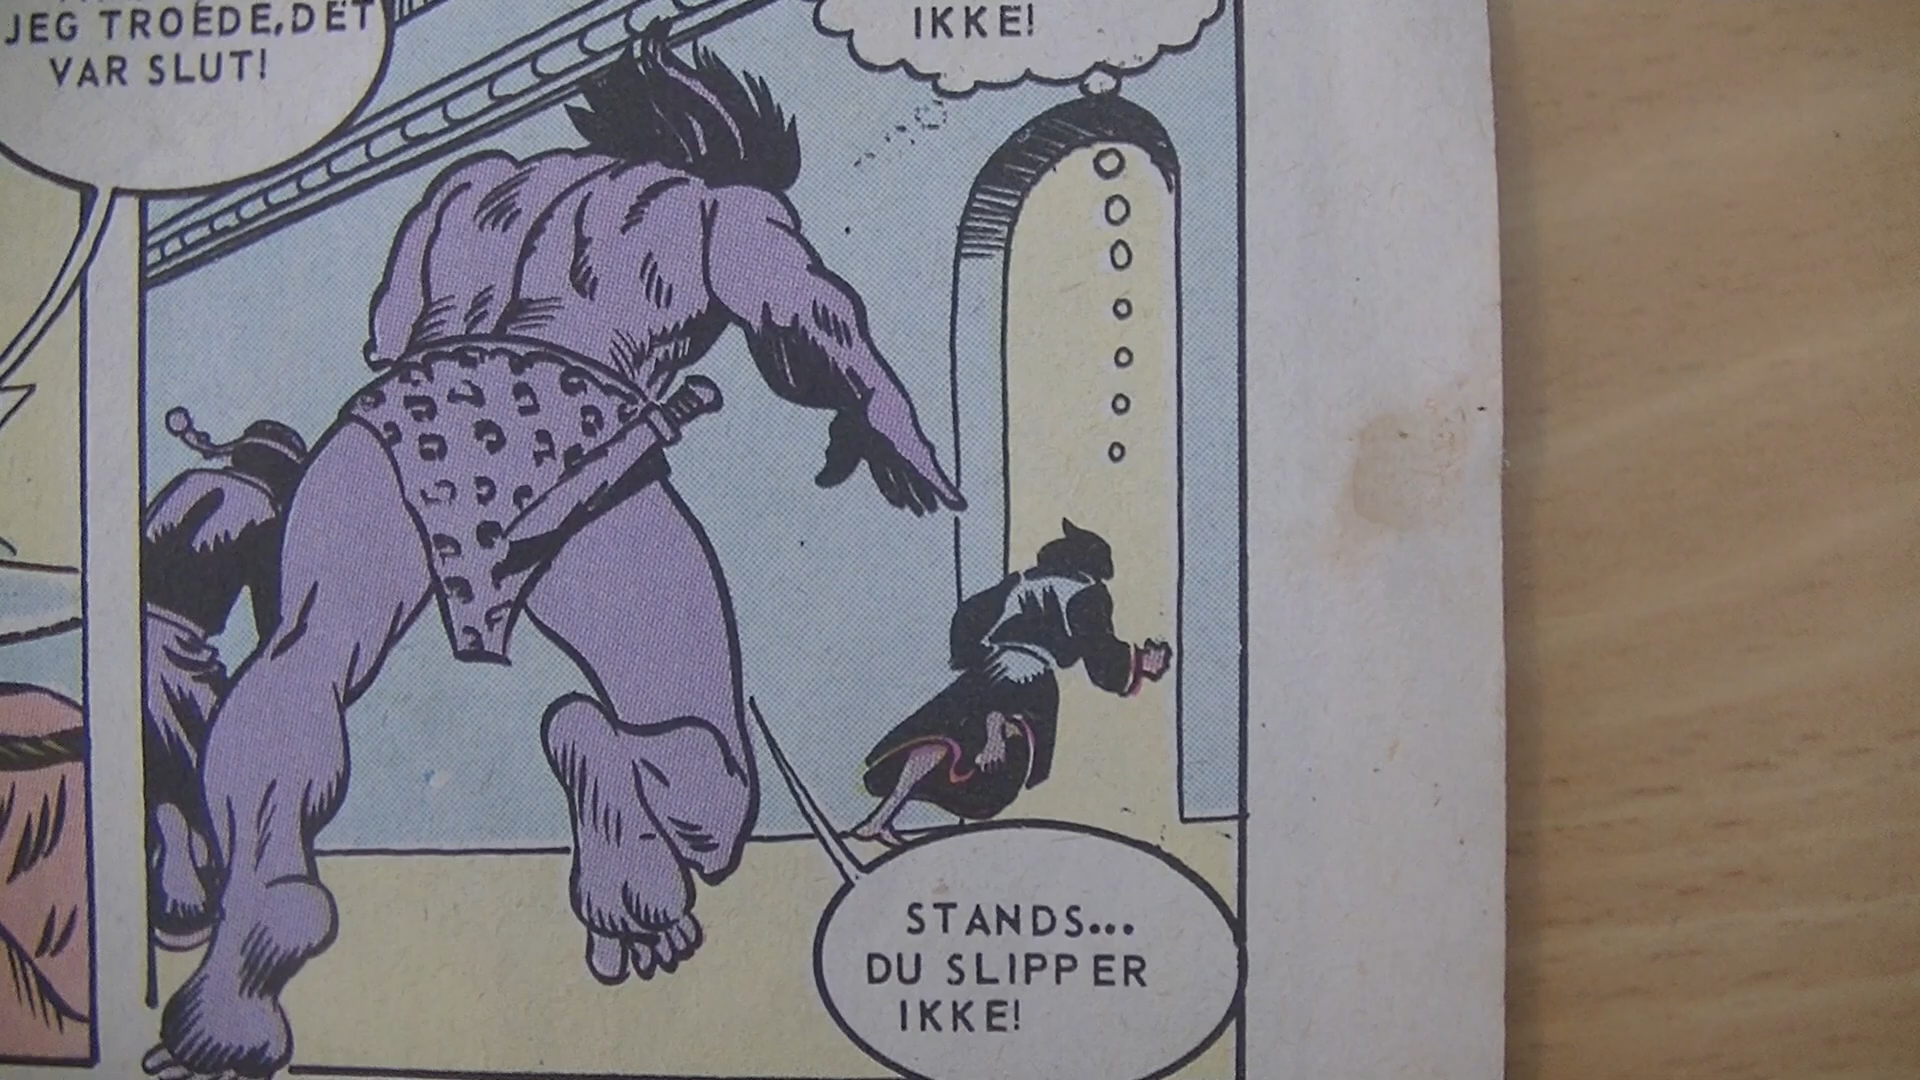 JEG TROEDE, DET
VAR SLUT!
IKKE!
STANDS...
DU SLIPPER
IKKE!